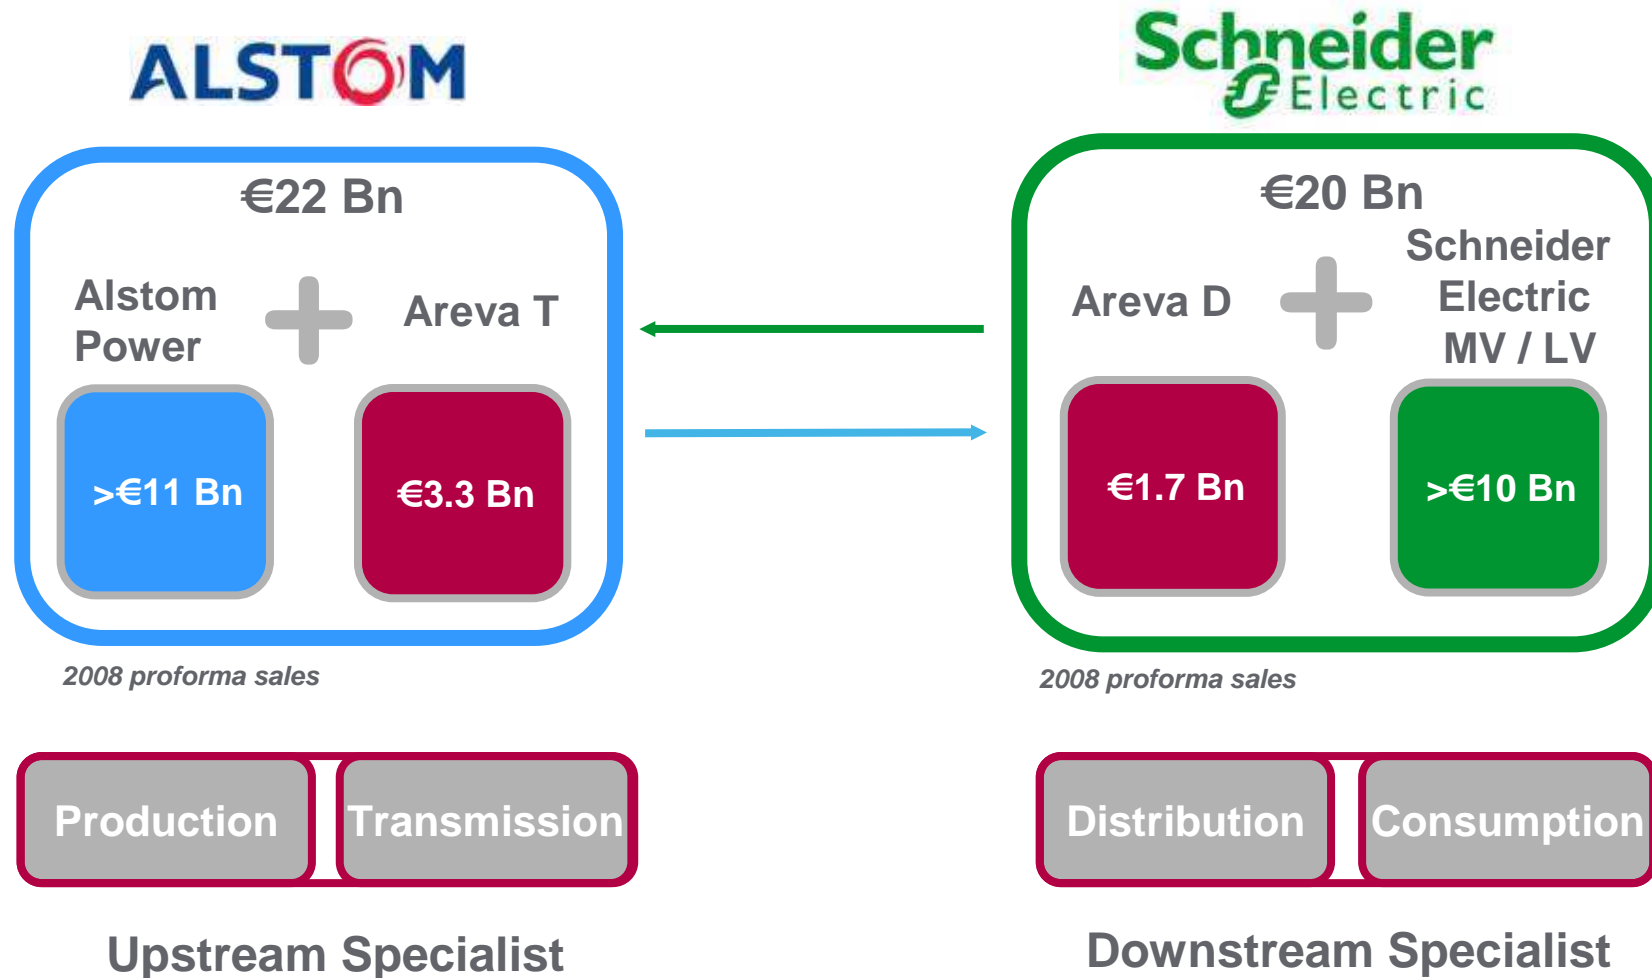 ALSTOM
Schneider
Electric
€22 Bn
Alstom
Power
Areva T
>€11 Bn
€3.3 Bn
2008 proforma sales
€20 Bn
Areva D
Schneider
Electric
MV / LV
€1.7 Bn
>€10 Bn
2008 proforma sales
Production
Transmission
Distribution
Consumption
Upstream Specialist
Downstream Specialist